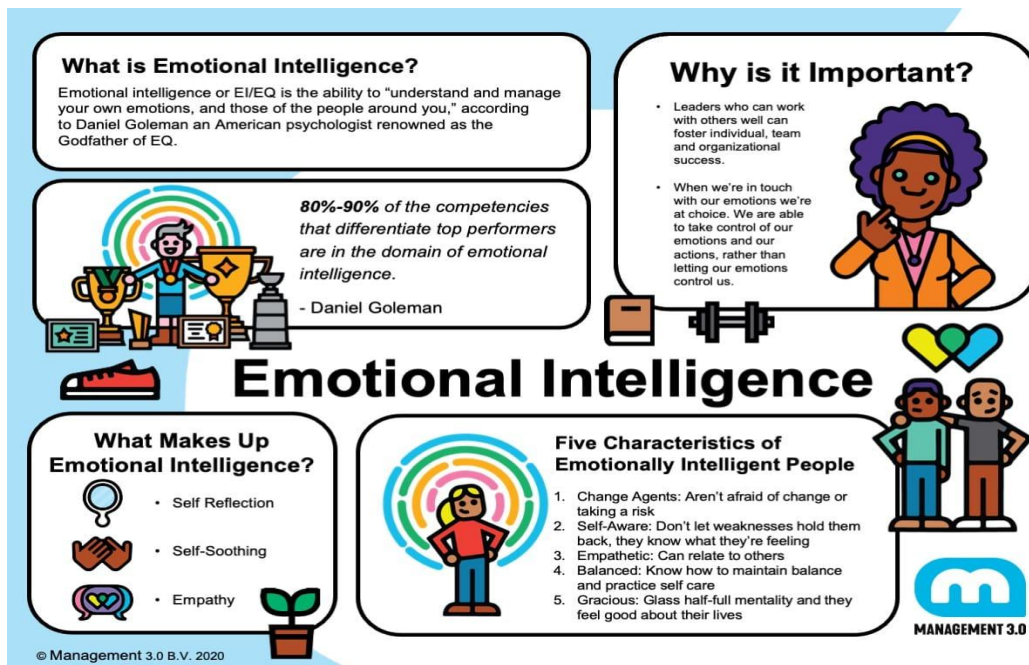 What is Emotional Intelligence?
Emotional intelligence or EI/EQ is the ability to “understand and manage
your own emotions, and those of the people around you,” according
to Daniel Goleman an American psychologist renowned as the
Godfather of EQ.
80%-90% of the competencies
that differentiate top performers
are in the domain of emotional
intelligence.
- Daniel Goleman
Why is it Important?
• Leaders who can work
with others well can
foster individual, team
and organizational
success.
• When we're in touch
with our emotions we're
at choice. We are able
to take control of our
emotions and our
actions, rather than
letting our emotions
control us.
Emotional Intelligence
What Makes Up
Emotional Intelligence?
• Self Reflection
• Self-Soothing
• Empathy
Five Characteristics of
Emotionally Intelligent People
1. Change Agents: Aren't afraid of change or
taking a risk
2. Self-Aware: Don't let weaknesses hold them
back, they know what they're feeling
3. Empathetic: Can relate to others
4. Balanced: Know how to maintain balance
and practice self care
5. Gracious: Glass half-full mentality and they
feel good about their lives
m
MANAGEMENT 3.0
© Management 3.0 B.V. 2020